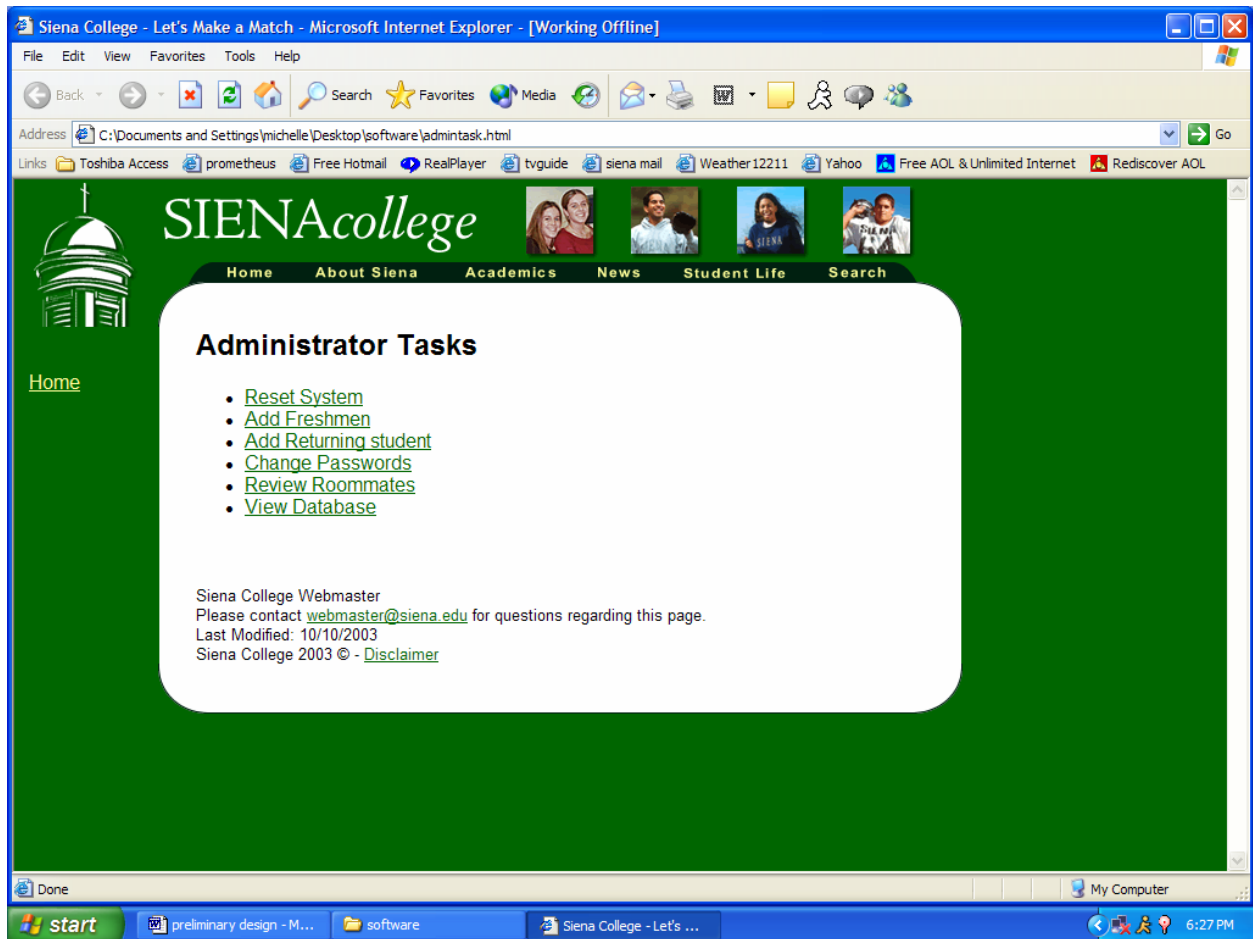 Siena College - Let's Make a Match - Microsoft Internet Explorer - [Working Offline]
File Edit View Favorites Tools Help
Back Search Favorites Media
Address C:\Documents and Settings\michelle\Desktop\software\admintask.html Go
Links Toshiba Access prometheus Free Hotmail RealPlayer tvguide siena mail Weather12211 Yahoo Free AOL & Unlimited Internet Rediscover AOL
SIENAcollege
SIENA
Home About Siena Academics News Student Life Search
Administrator Tasks
Home
• Reset System
• Add Freshmen
• Add Returning student
• Change Passwords
• Review Roommates
• View Database
Siena College Webmaster
Please contact webmaster@siena.edu for questions regarding this page.
Last Modified: 10/10/2003
Siena College 2003 © - Disclaimer
Done My Computer
start preliminary design - M... software Siena College - Let's ... 6:27 PM